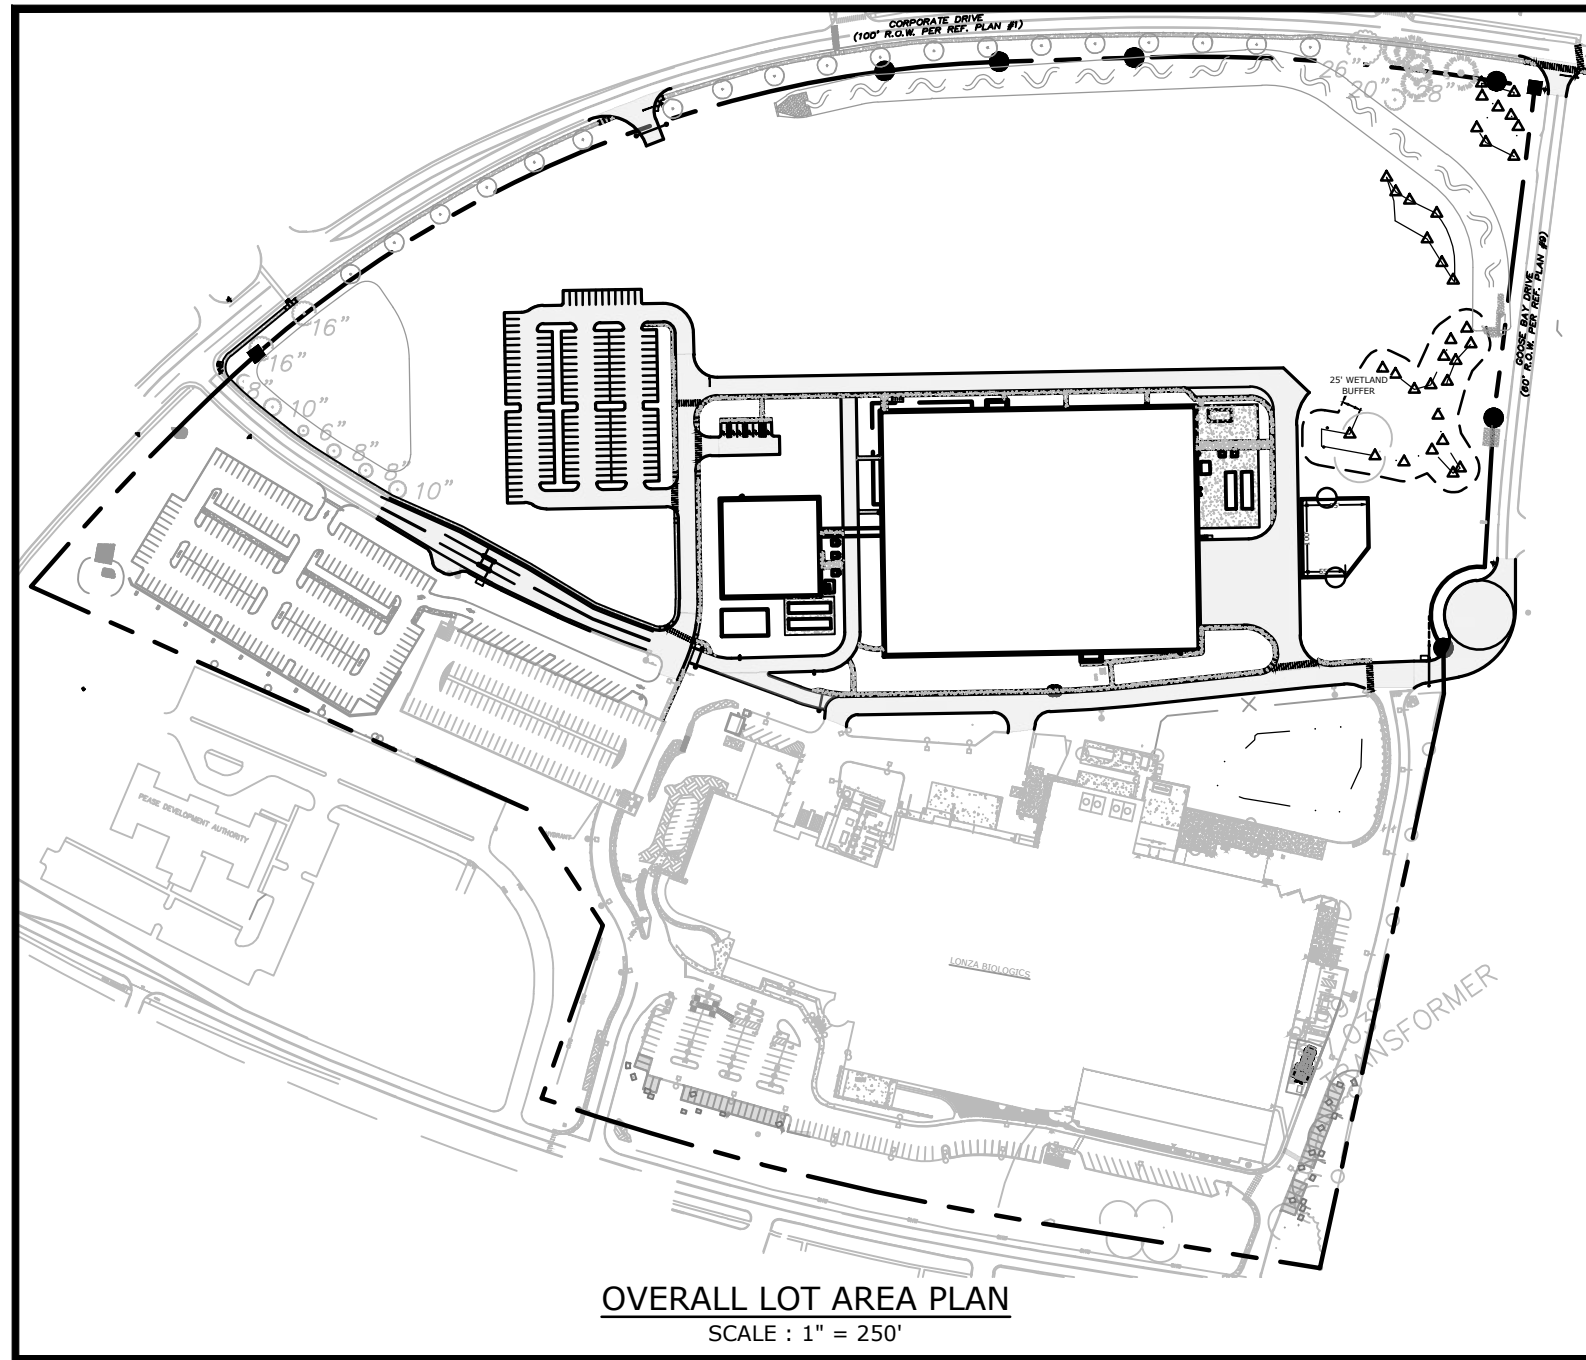 CORPORATE DRIVE
(100' R.O.W. PER REF. PLAN #1)
26"
20"
28"
GOOSE BAY DRIVE
(60' R.O.W. PER REF. PLAN #9)
16"
16"
8"
10"
6"
8"
8"
10"
25' WETLAND
BUFFER
PEASE DEVELOPMENT AUTHORITY
LONZA BIOLOGICS
TRANSFORMER
OVERALL LOT AREA PLAN
SCALE : 1" = 250'